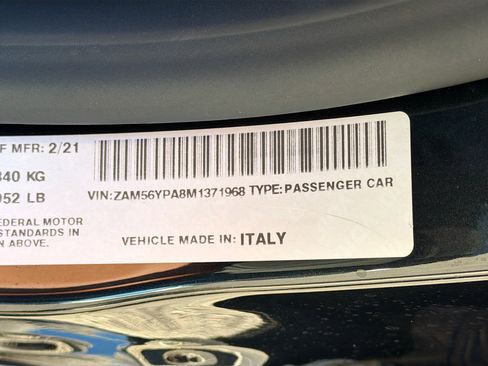 F MFR: 2/21
340 KG
952 LB
VIN:ZAM56YPA8M1371968 TYPE:PASSENGER CAR
EDERAL MOTOR
STANDARDS IN
N ABOVE.
VEHICLE MADE IN: ITALY